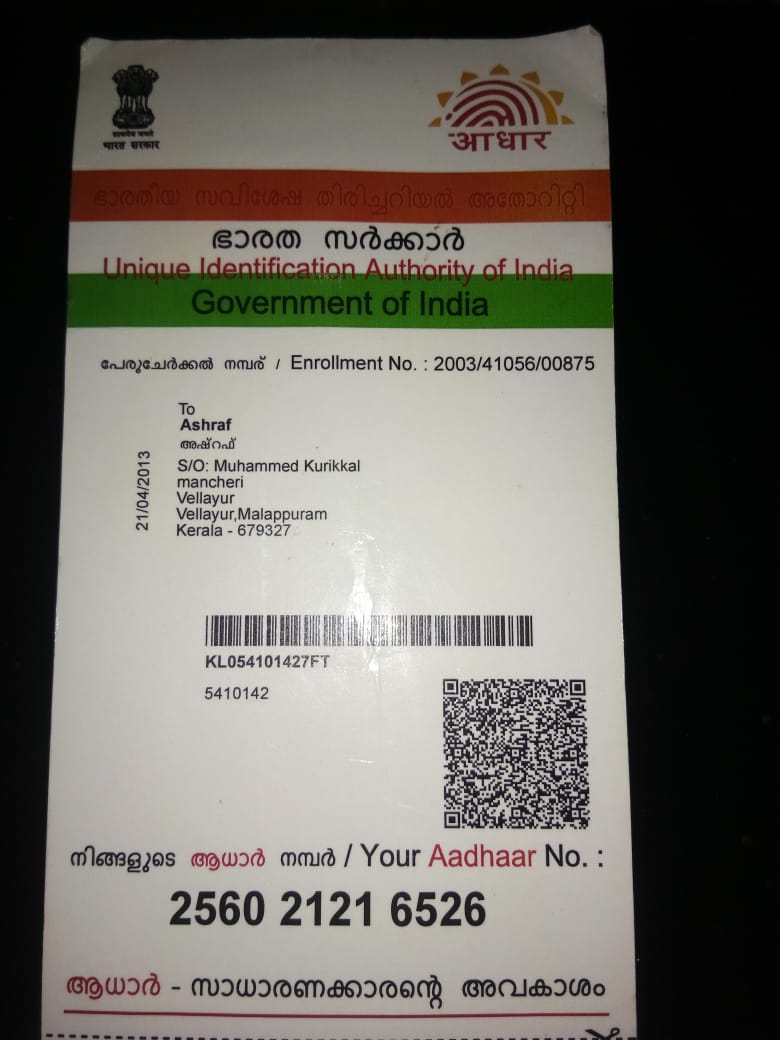 सत्यमेव जयते
भारत सरकार
आधार
ഭാരതീയ സവിശേഷ തിരിച്ചറിയൽ അതോറിറ്റി
ഭാരത സർക്കാർ
Unique Identification Authority of India
Government of India
പേരുചേർക്കൽ നമ്പര് / Enrollment No. : 2003/41056/00875
21/04/2013
To
Ashraf
അഷ്റഫ്
S/O: Muhammed Kurikkal
mancheri
Vellayur
Vellayur,Malappuram
Kerala - 679327
KL054101427FT
5410142
നിങ്ങളുടെ ആധാർ നമ്പർ / Your Aadhaar No. :
2560 2121 6526
ആധാർ - സാധാരണക്കാരന്റെ അവകാശം